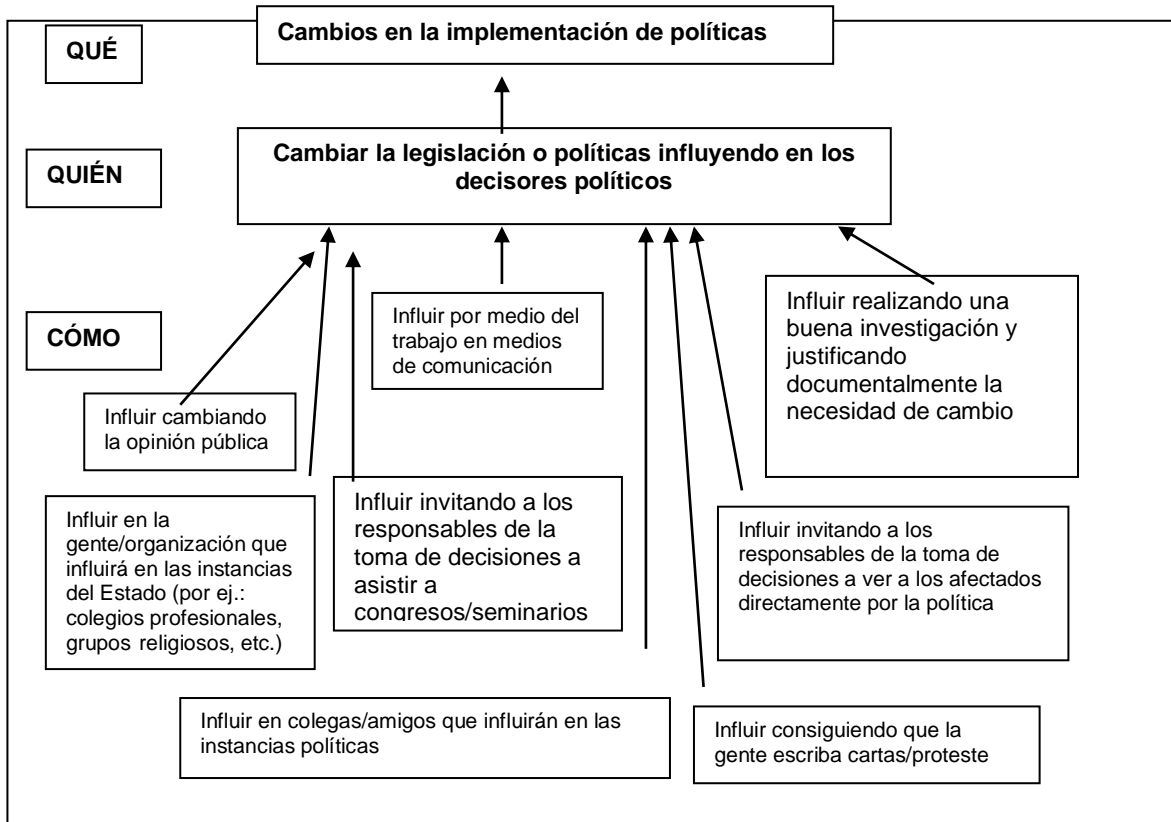 Cambios en la implementación de políticas
QUÉ
Cambiar la legislación o políticas influyendo en los
decisores políticos
QUIÉN
CÓMO
Influir por medio del
trabajo en medios
de comunicación
Influir realizando una
buena investigación y
justificando
documentalmente la
necesidad de cambio
Influir cambiando
la opinión pública
Influir en la
gente/organización que
influirá en las instancias
del Estado (por ej.:
colegios profesionales,
grupos religiosos, etc.)
Influir invitando a los
responsables de la
toma de decisiones a
asistir a
congresos/seminarios
Influir invitando a los
responsables de la toma de
decisiones a ver a los afectados
directamente por la política
Influir en colegas/amigos que influirán en las
instancias políticas
Influir consiguiendo que la
gente escriba cartas/proteste